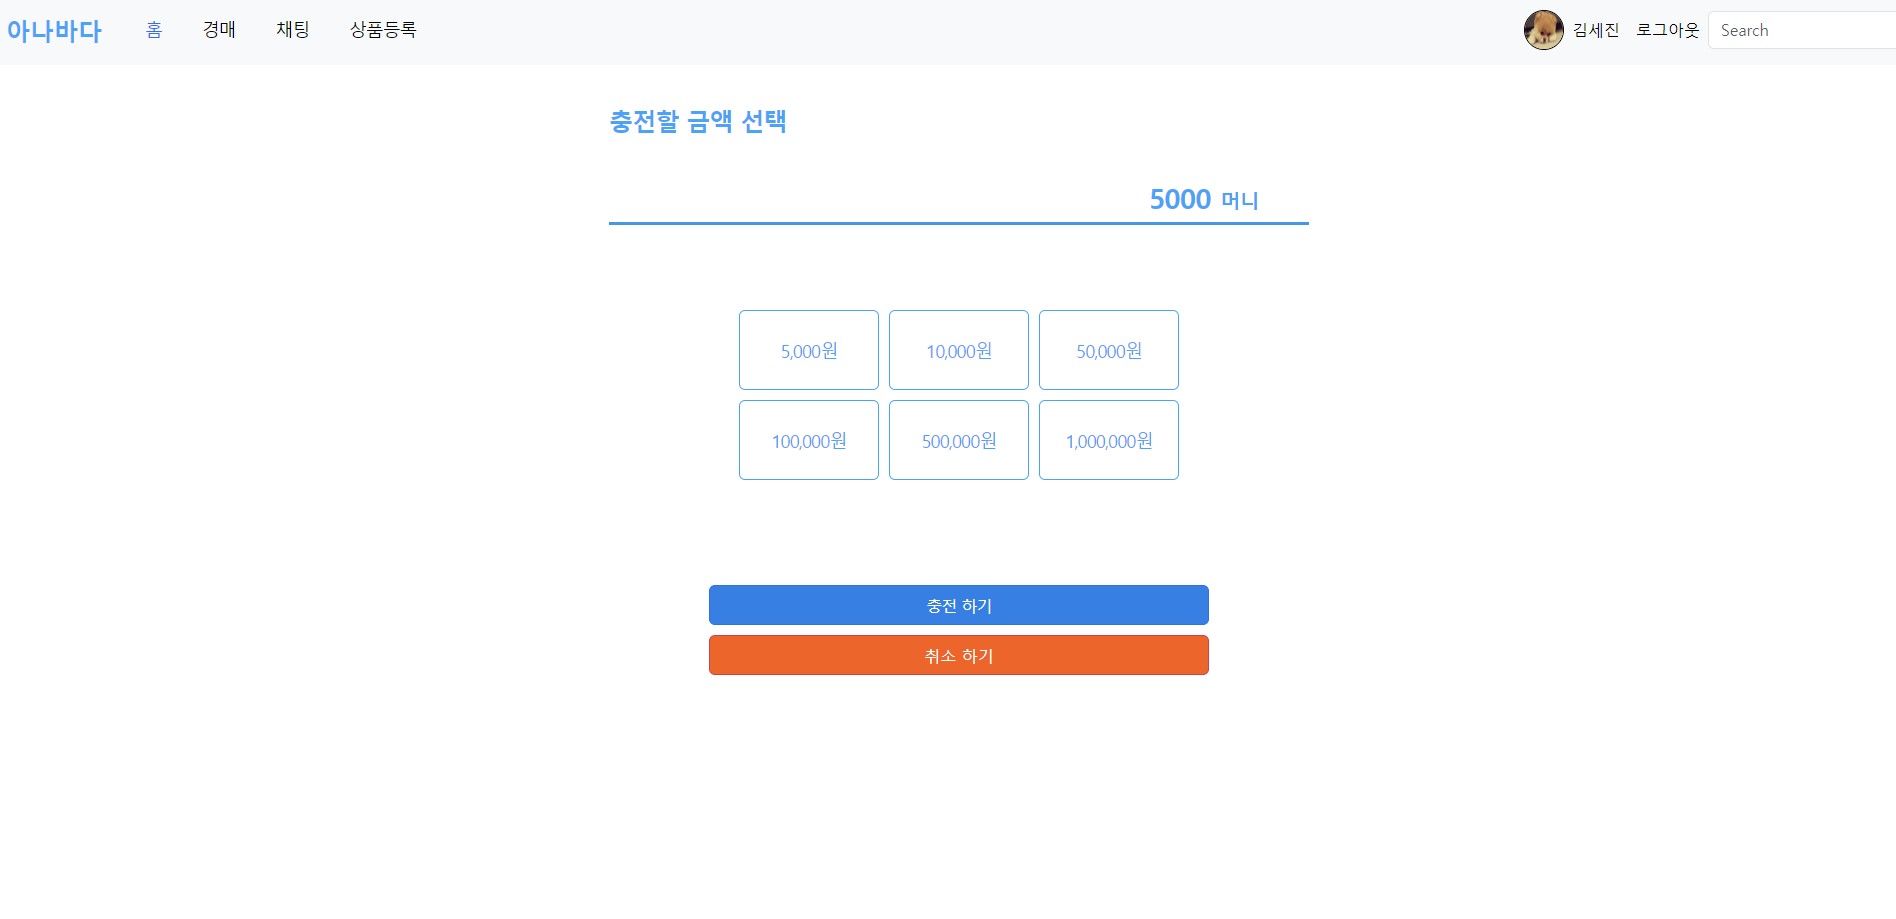 아나바다 홈 경매 채팅 상품등록 김세진 로그아웃 Search
충전할 금액 선택
5000 머니
5,000원 10,000원 50,000원
100,000원 500,000원 1,000,000원
충전 하기
취소 하기